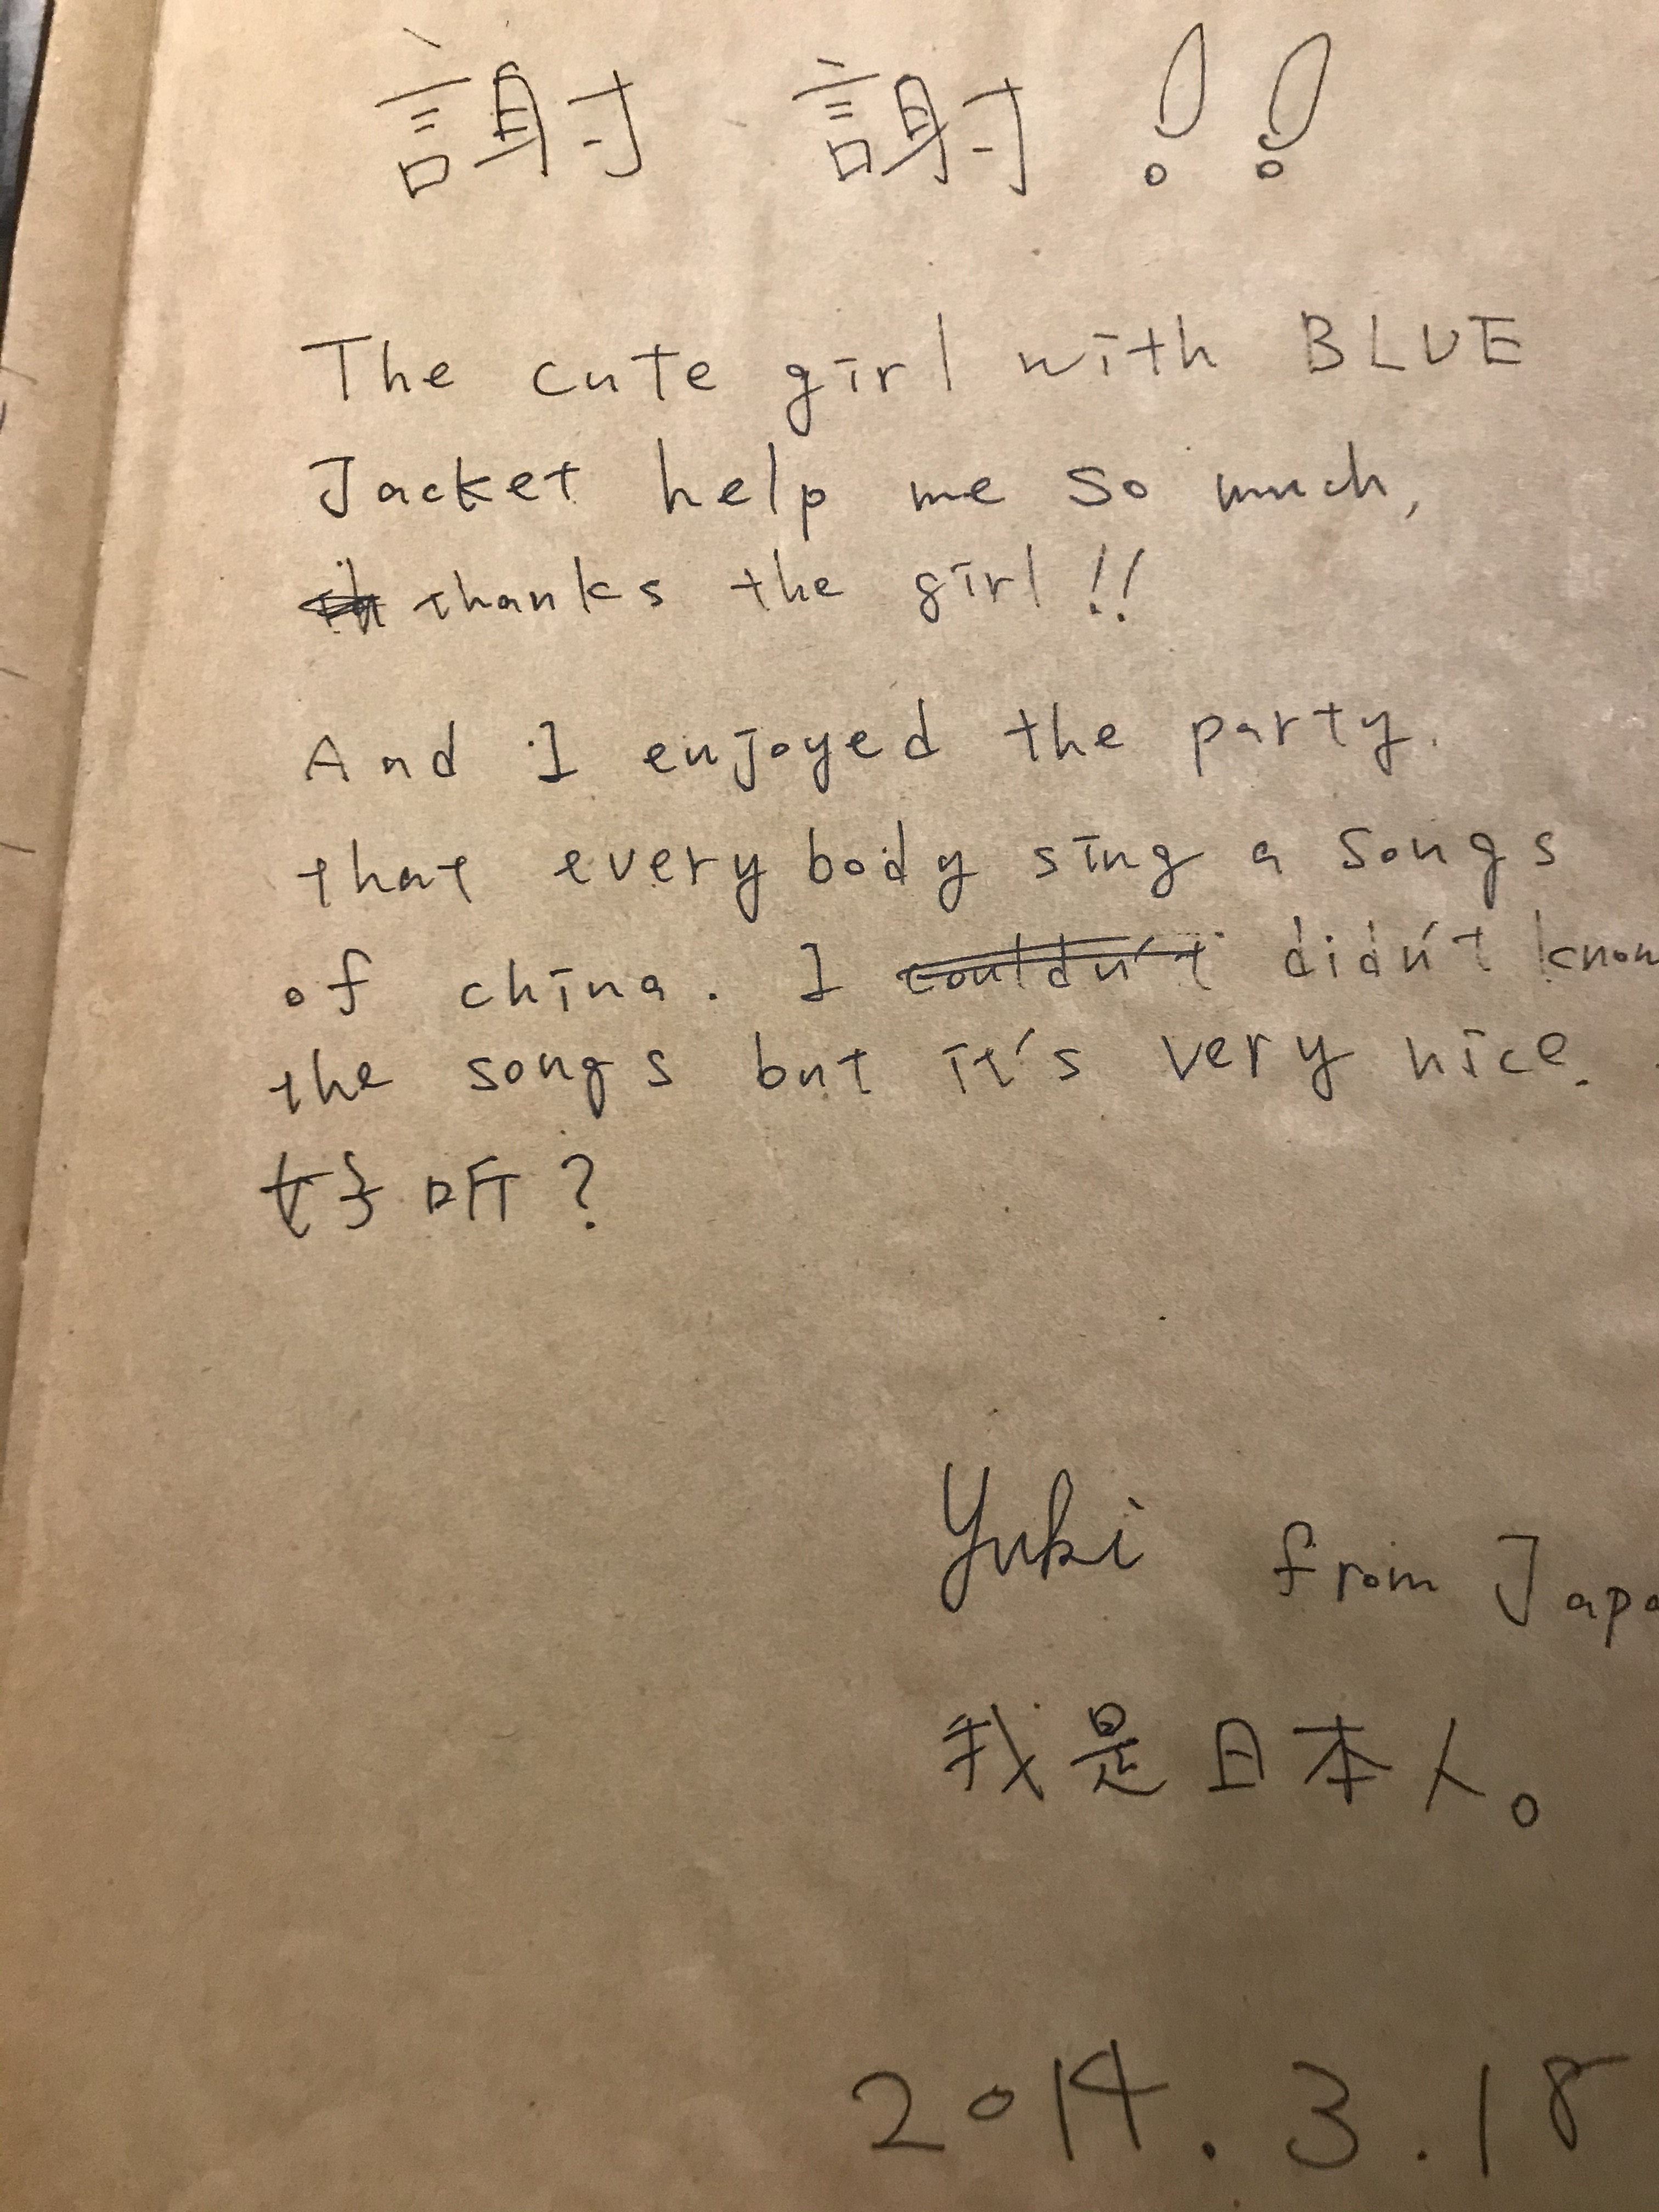 謝 謝 !!
The cute girl with BLUE
Jacket help me so much,
thanks the girl!!
And I enjoyed the party.
that every body sing a songs
of china. I couldn't didn't know
the songs but it's very nice.
好听?
Yuki from Japa
我是日本人。
2014.3.18